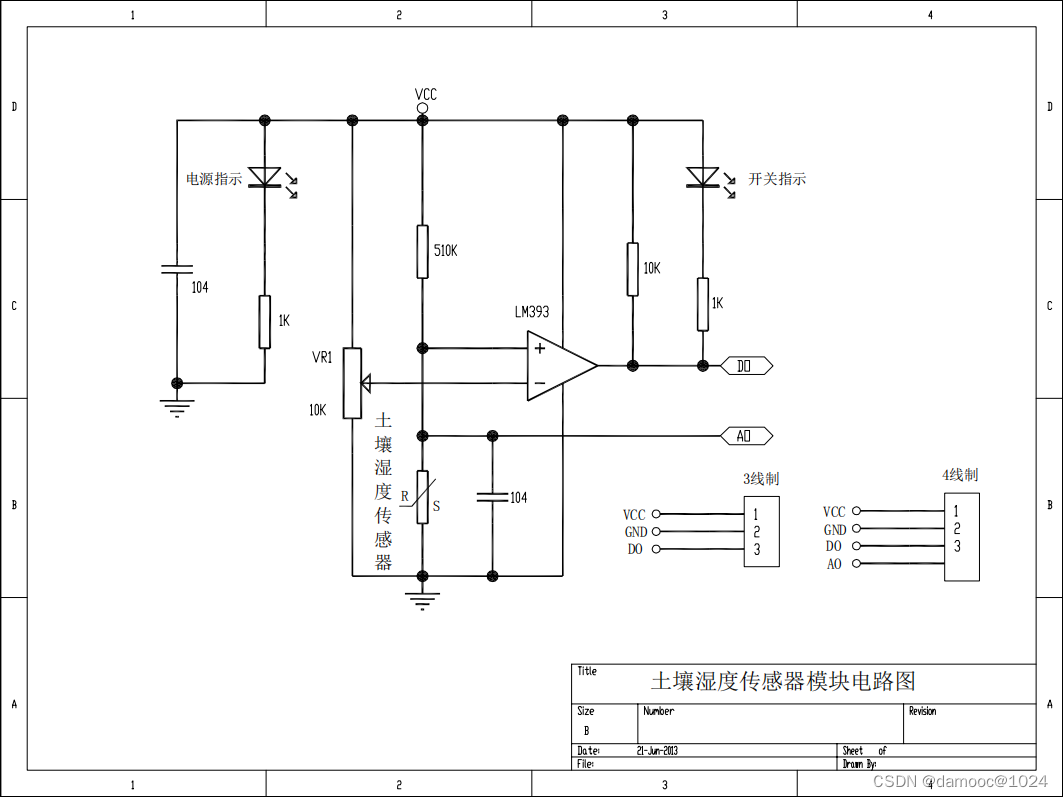 1 2 3 4
D D
VCC
电源指示
开关指示
510K
10K
104
1K
1K
C C
LM393
VR1
+
−
DO
10K
土壤湿度传感器
AO
R
S
104
3线制
4线制
B B
VCC 1
GND 2
DO 3
VCC 1
GND 2
DO 3
AO
A A
Title
土壤湿度传感器模块电路图
Size Number Revision
B
Date: 21-Jun-2013 Sheet of
File: Drawn By:
1 2 3 4
CSDN @damooc@1024